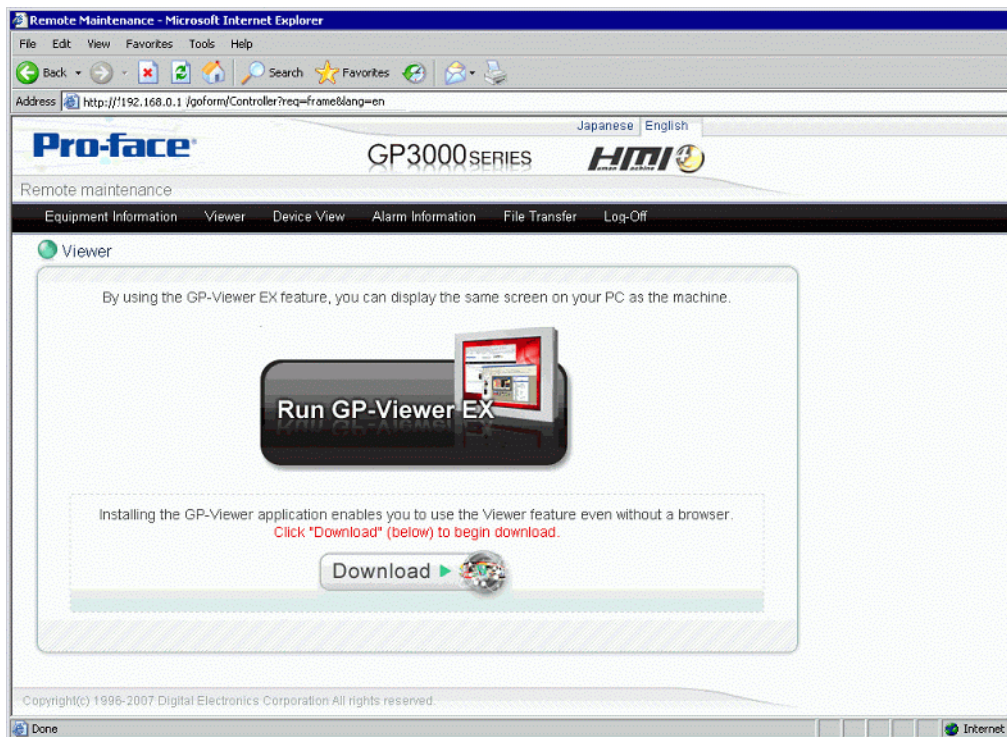 Remote Maintenance - Microsoft Internet Explorer
File Edit View Favorites Tools Help
Back Search Favorites
Address http://!192.168.0.1 /goform/Controller?req=frame&lang=en
Japanese English
Pro-face GP3000 SERIES HMI
Human Machine
Remote maintenance
Equipment Information Viewer Device View Alarm Information File Transfer Log-Off
Viewer
By using the GP-Viewer EX feature, you can display the same screen on your PC as the machine.
Run GP-Viewer EX
Installing the GP-Viewer application enables you to use the Viewer feature even without a browser.
Click "Download" (below) to begin download.
Download
Copyright(c) 1996-2007 Digital Electronics Corporation All rights reserved.
Done Internet